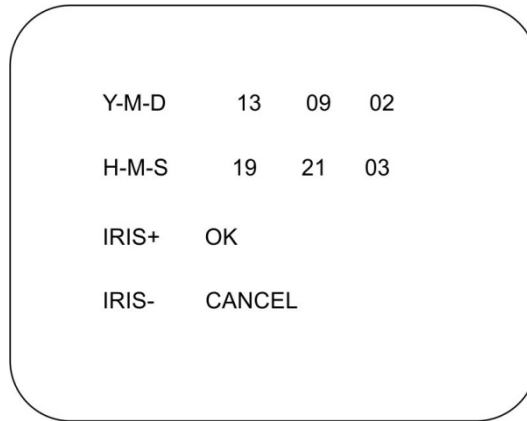 Y-M-D 13 09 02
H-M-S 19 21 03
IRIS+ OK
IRIS- CANCEL